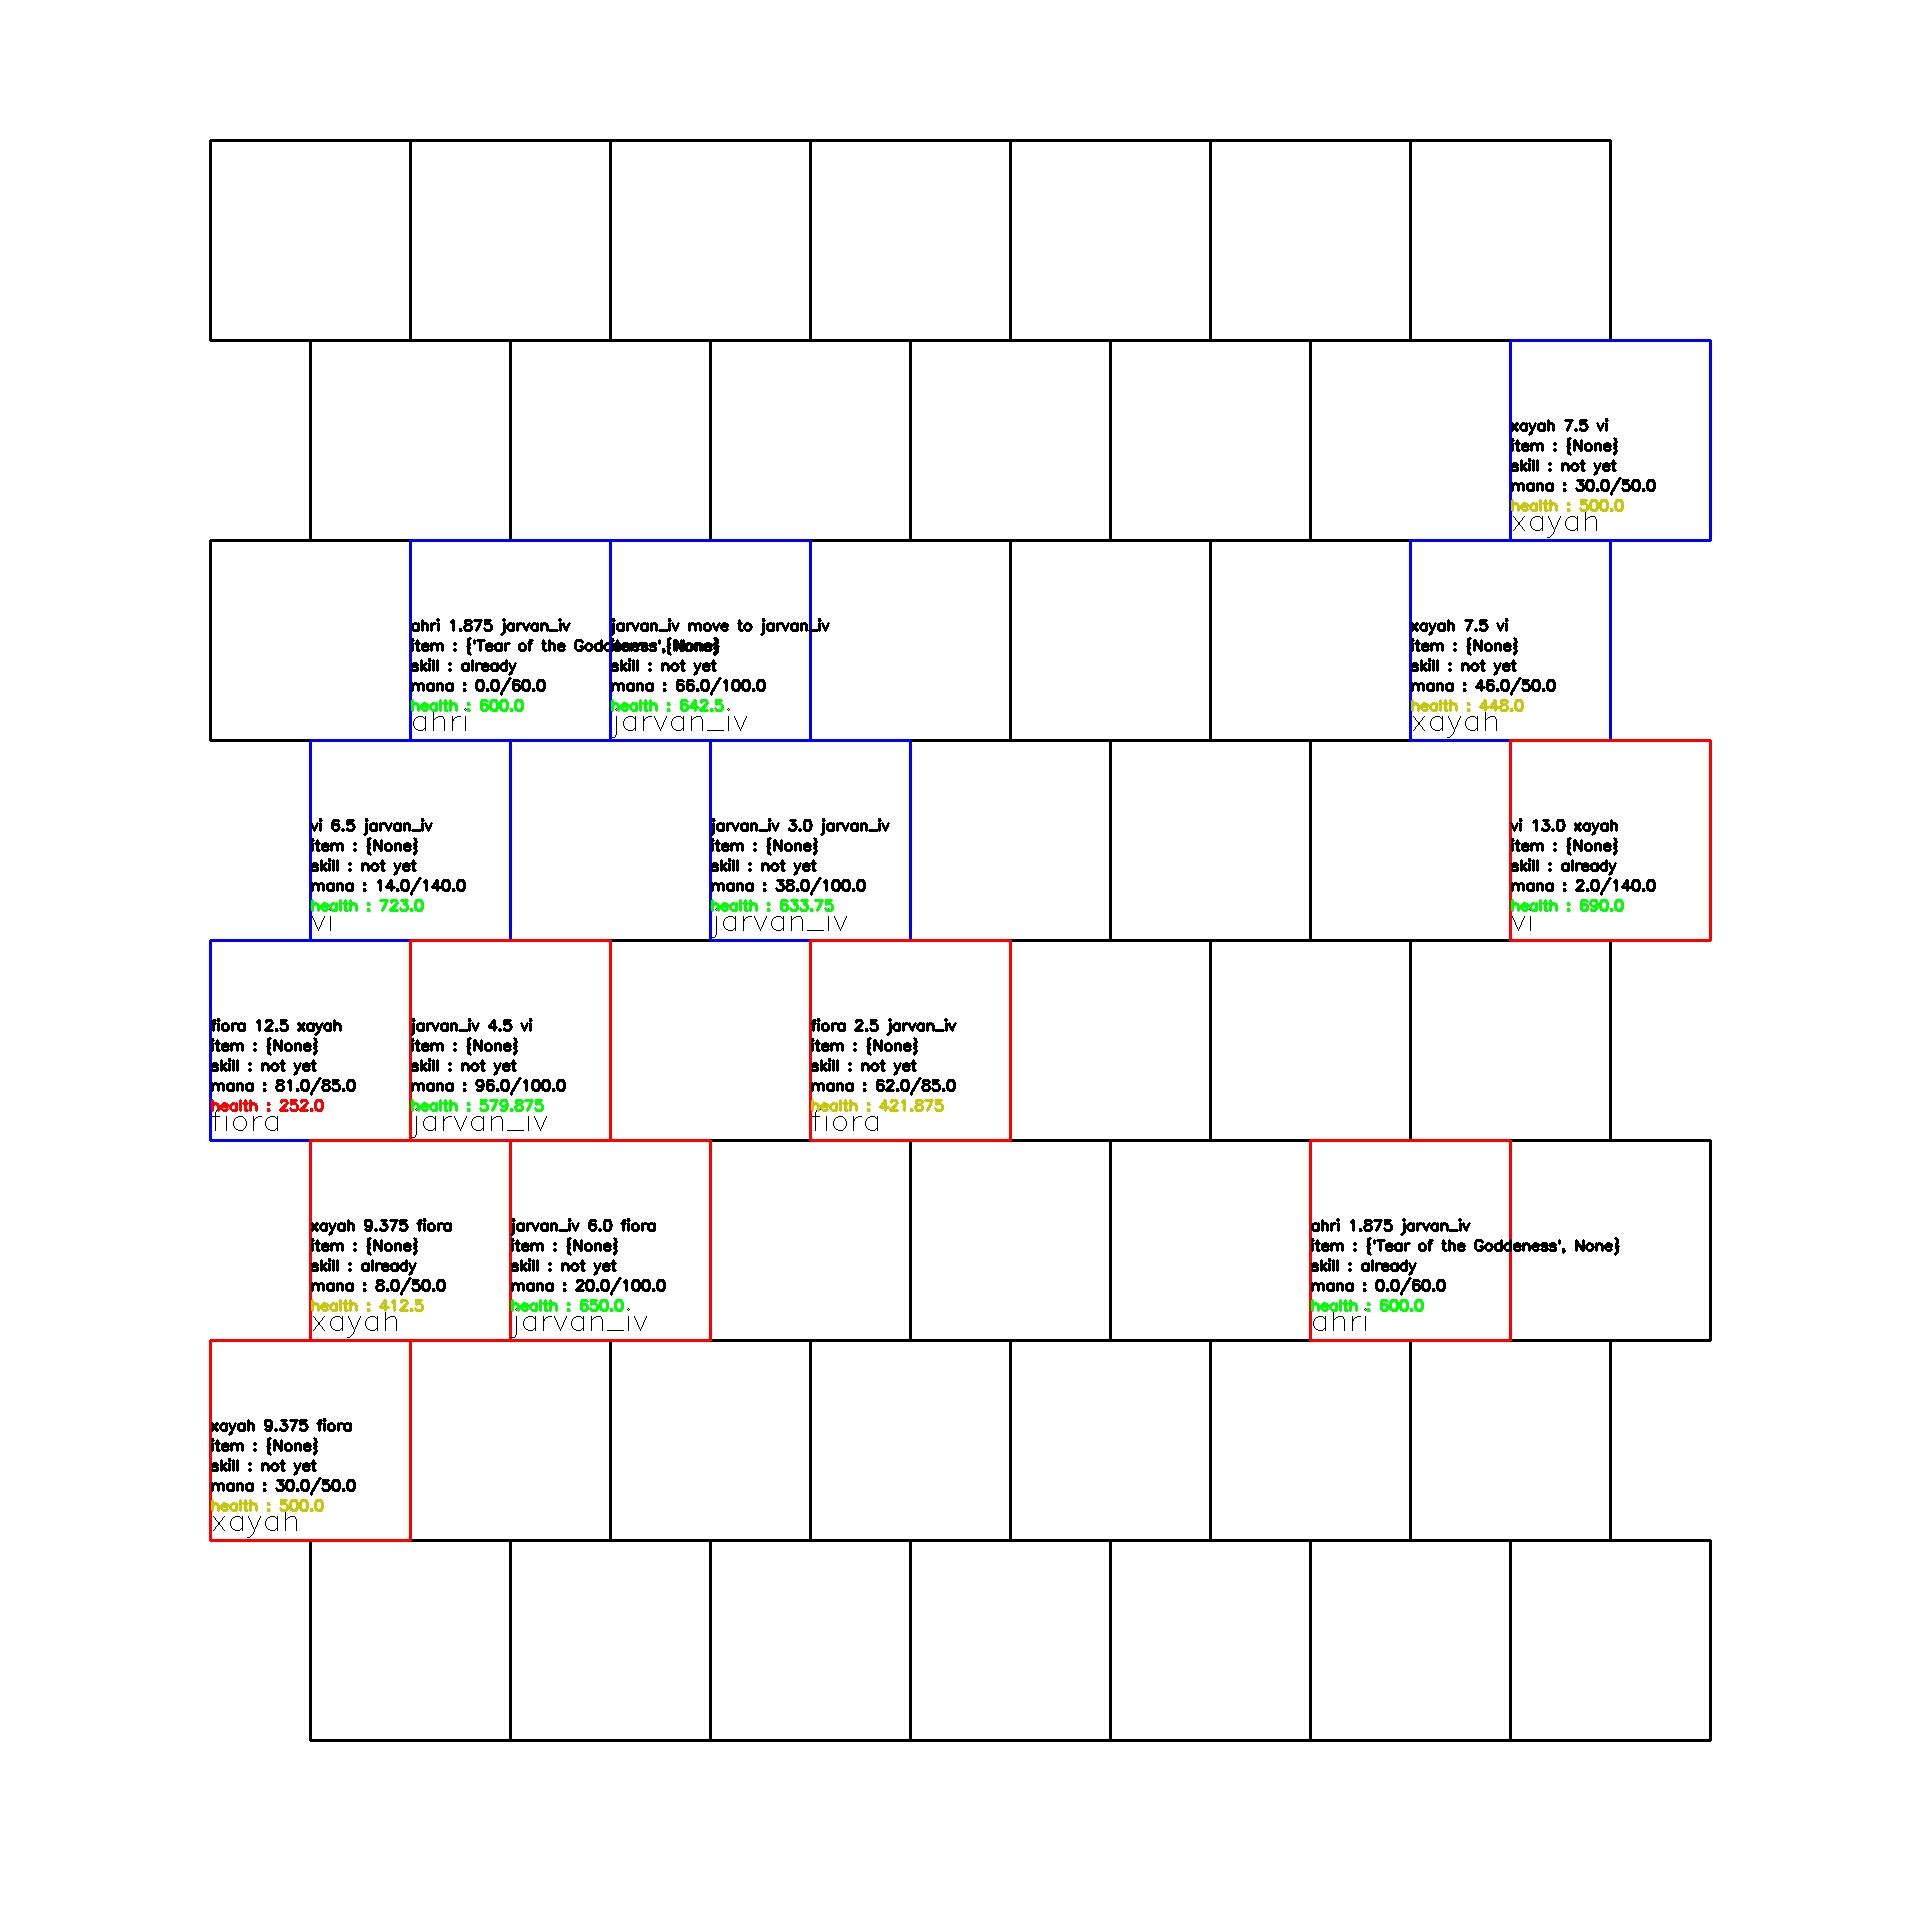 xayah 7.5 vi
item : {None}
skill : not yet
mana : 30.0/50.0
health : 500.0
xayah
ahri 1.875 jarvan_iv
item : {'Tear of the Goddeness', None}
skill : already
mana : 0.0/60.0
health : 600.0
ahri
jarvan_iv move to jarvan_iv
item : {None}
skill : not yet
mana : 66.0/100.0
health : 642.5
jarvan_iv
xayah 7.5 vi
item : {None}
skill : not yet
mana : 46.0/50.0
health : 448.0
xayah
vi 6.5 jarvan_iv
item : {None}
skill : not yet
mana : 14.0/140.0
health : 723.0
vi
jarvan_iv 3.0 jarvan_iv
item : {None}
skill : not yet
mana : 38.0/100.0
health : 633.75
jarvan_iv
vi 13.0 xayah
item : {None}
skill : already
mana : 2.0/140.0
health : 690.0
vi
fiora 12.5 xayah
item : {None}
skill : not yet
mana : 81.0/85.0
health : 252.0
fiora
jarvan_iv 4.5 vi
item : {None}
skill : not yet
mana : 96.0/100.0
health : 579.875
jarvan_iv
fiora 2.5 jarvan_iv
item : {None}
skill : not yet
mana : 62.0/85.0
health : 421.875
fiora
xayah 9.375 fiora
item : {None}
skill : already
mana : 8.0/50.0
health : 412.5
xayah
jarvan_iv 6.0 fiora
item : {None}
skill : not yet
mana : 20.0/100.0
health : 650.0
jarvan_iv
ahri 1.875 jarvan_iv
item : {'Tear of the Goddeness', None}
skill : already
mana : 0.0/60.0
health : 600.0
ahri
xayah 9.375 fiora
item : {None}
skill : not yet
mana : 30.0/50.0
health : 500.0
xayah